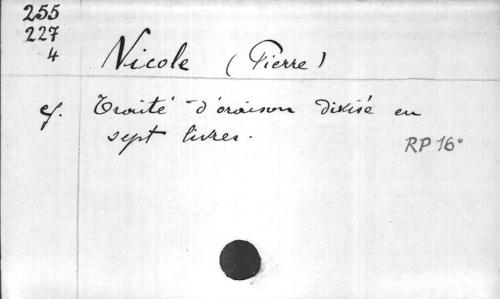 255
227
4
Nicole (Pierre)
cf. Traité d'oraison divisé en
sept livres.
RP 16°